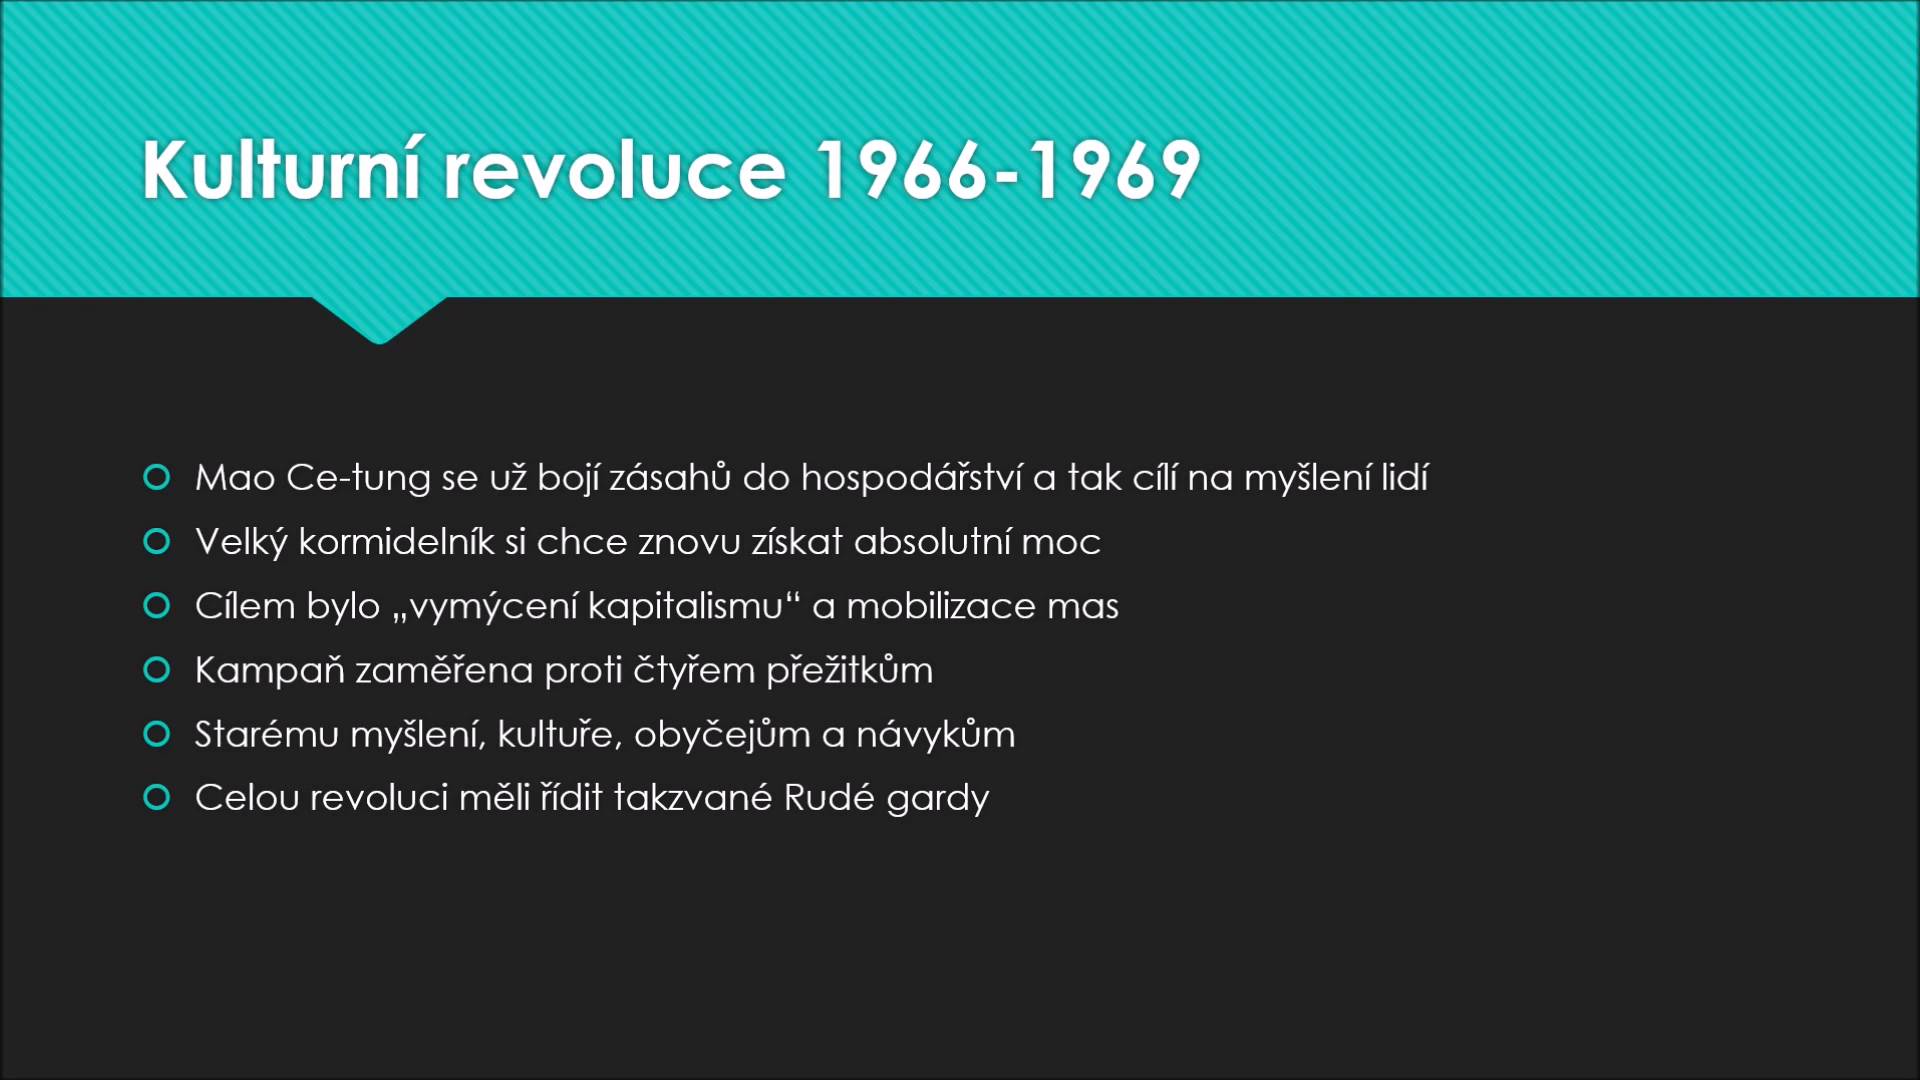 Kulturní revoluce 1966-1969
Mao Ce-tung se už bojí zásahů do hospodářství a tak cílí na myšlení lidí
Velký kormidelník si chce znovu získat absolutní moc
Cílem bylo „vymýcení kapitalismu“ a mobilizace mas
Kampaň zaměřena proti čtyřem přežitkům
Starému myšlení, kultuře, obyčejům a návykům
Celou revoluci měli řídit takzvané Rudé gardy